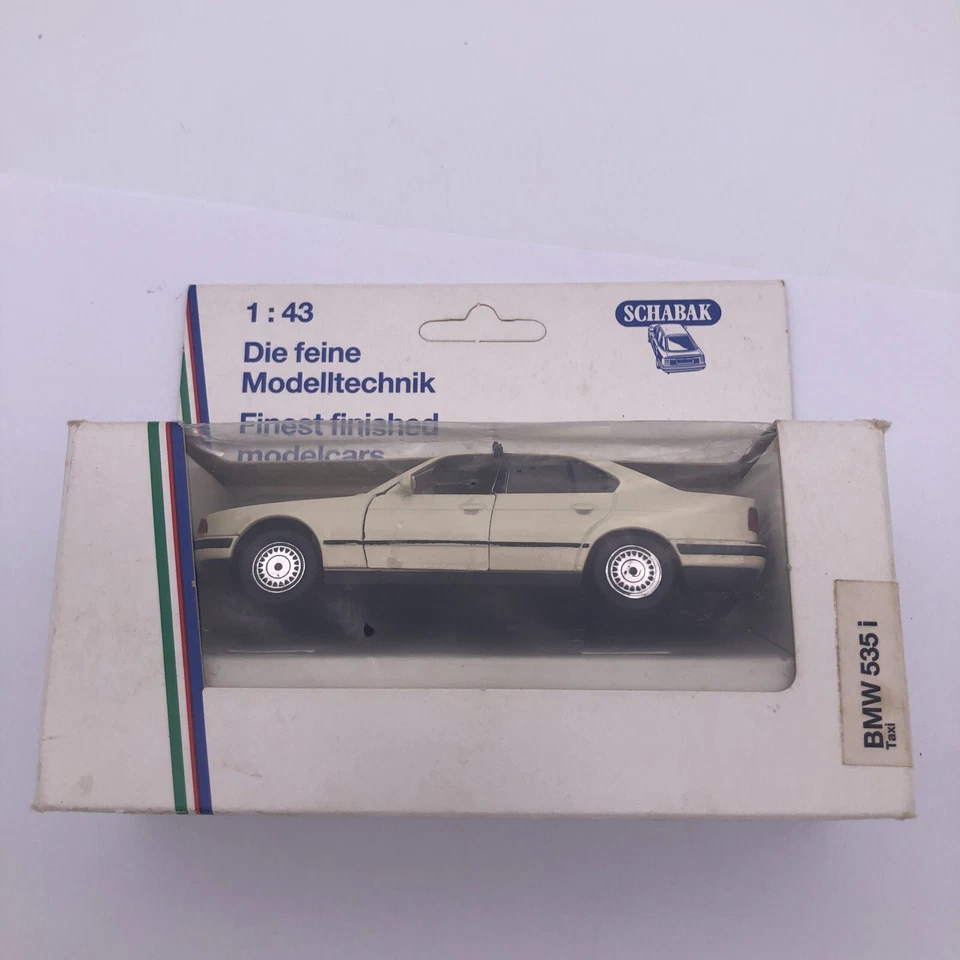 1 : 43
SCHABAK
Die feine
Modelltechnik
Finest finished
modelcars
BMW 535 i
Taxi